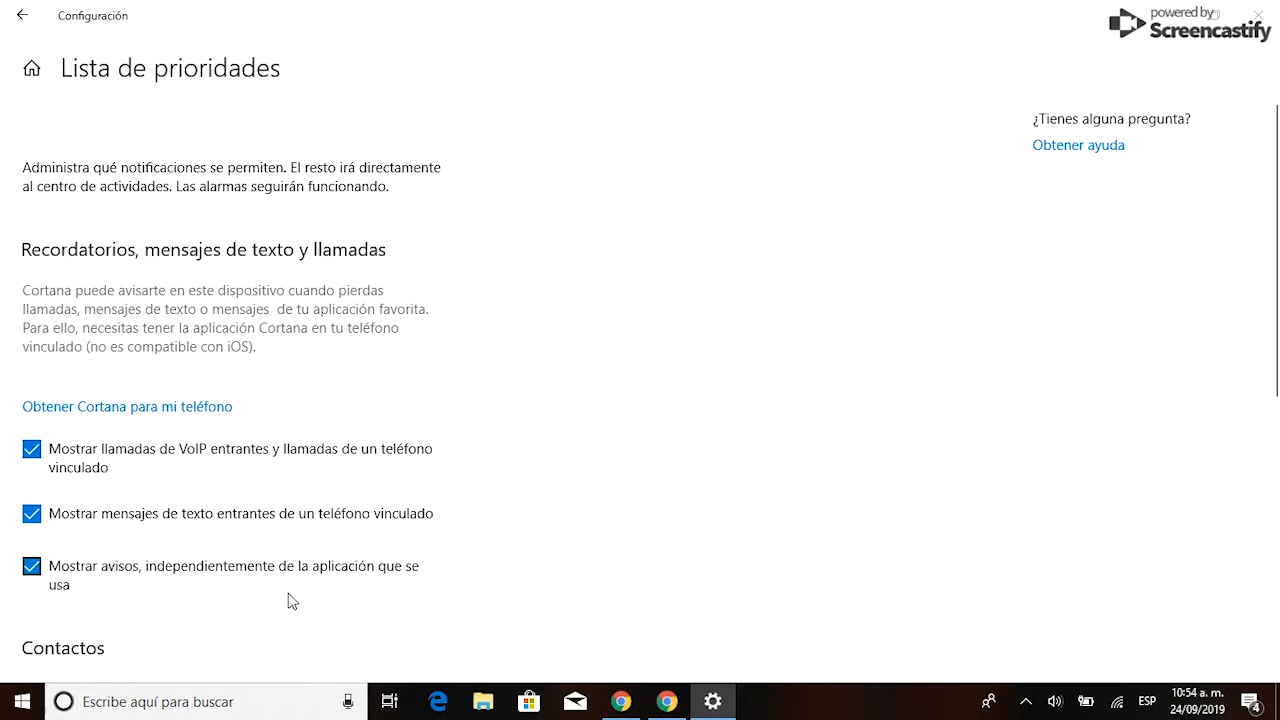 Configuración
powered by
Screencastify
Lista de prioridades
¿Tienes alguna pregunta?
Obtener ayuda
Administra qué notificaciones se permiten. El resto irá directamente
al centro de actividades. Las alarmas seguirán funcionando.
Recordatorios, mensajes de texto y llamadas
Cortana puede avisarte en este dispositivo cuando pierdas
llamadas, mensajes de texto o mensajes de tu aplicación favorita.
Para ello, necesitas tener la aplicación Cortana en tu teléfono
vinculado (no es compatible con iOS).
Obtener Cortana para mi teléfono
Mostrar llamadas de VoIP entrantes y llamadas de un teléfono
vinculado
Mostrar mensajes de texto entrantes de un teléfono vinculado
Mostrar avisos, independientemente de la aplicación que se
usa
Contactos
Escribe aquí para buscar
ESP
10:54 a. m.
24/09/2019
4